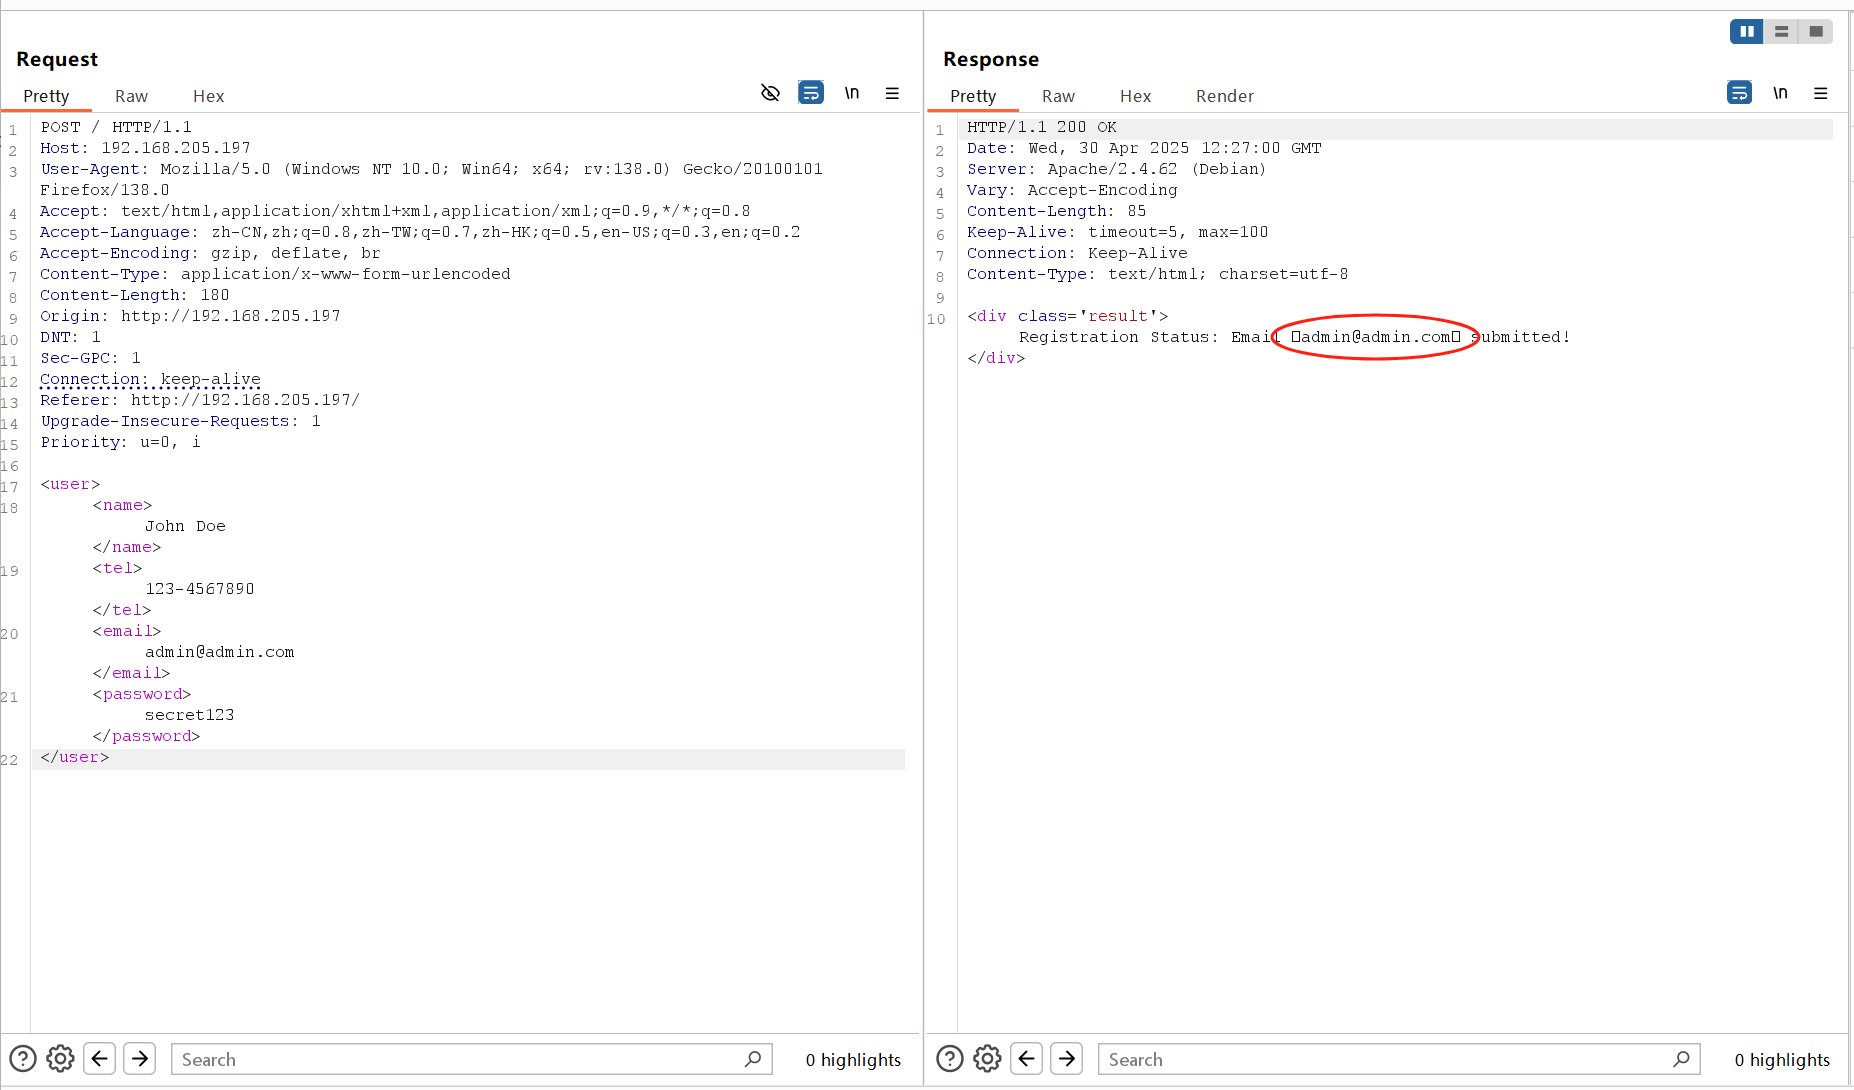 Request
Pretty Raw Hex \n
1 POST / HTTP/1.1
2 Host: 192.168.205.197
3 User-Agent: Mozilla/5.0 (Windows NT 10.0; Win64; x64; rv:138.0) Gecko/20100101
Firefox/138.0
4 Accept: text/html,application/xhtml+xml,application/xml;q=0.9,*/*;q=0.8
5 Accept-Language: zh-CN,zh;q=0.8,zh-TW;q=0.7,zh-HK;q=0.5,en-US;q=0.3,en;q=0.2
6 Accept-Encoding: gzip, deflate, br
7 Content-Type: application/x-www-form-urlencoded
8 Content-Length: 180
9 Origin: http://192.168.205.197
10 DNT: 1
11 Sec-GPC: 1
12 Connection: keep-alive
13 Referer: http://192.168.205.197/
14 Upgrade-Insecure-Requests: 1
15 Priority: u=0, i
16
17 <user>
18 <name>
John Doe
</name>
19 <tel>
123-4567890
</tel>
20 <email>
admin@admin.com
</email>
21 <password>
secret123
</password>
22 </user>
Search 0 highlights
Response
Pretty Raw Hex Render \n
1 HTTP/1.1 200 OK
2 Date: Wed, 30 Apr 2025 12:27:00 GMT
3 Server: Apache/2.4.62 (Debian)
4 Vary: Accept-Encoding
5 Content-Length: 85
6 Keep-Alive: timeout=5, max=100
7 Connection: Keep-Alive
8 Content-Type: text/html; charset=utf-8
9
10 <div class='result'>
Registration Status: Email □admin@admin.com□ submitted!
</div>
Search 0 highlights